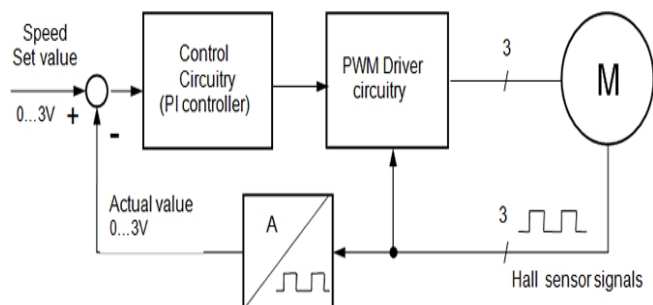 Speed
Set value
0...3V
+
-
Control
Circuitry
(PI controller)
PWM Driver
circuitry
3
M
Actual value
0...3V
A
3
Hall sensor signals